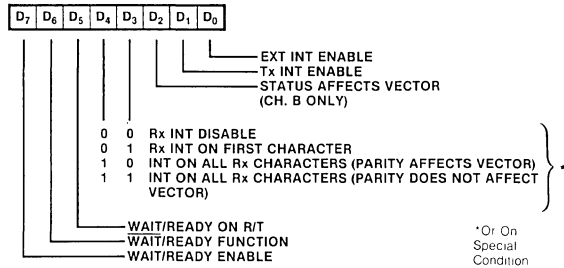 D7 D6 D5 D4 D3 D2 D1 D0
EXT INT ENABLE
Tx INT ENABLE
STATUS AFFECTS VECTOR
(CH. B ONLY)
0 0 Rx INT DISABLE
0 1 Rx INT ON FIRST CHARACTER
1 0 INT ON ALL Rx CHARACTERS (PARITY AFFECTS VECTOR)
1 1 INT ON ALL Rx CHARACTERS (PARITY DOES NOT AFFECT
VECTOR)
*
WAIT/READY ON R/T
WAIT/READY FUNCTION
WAIT/READY ENABLE
*Or On
Special
Condition